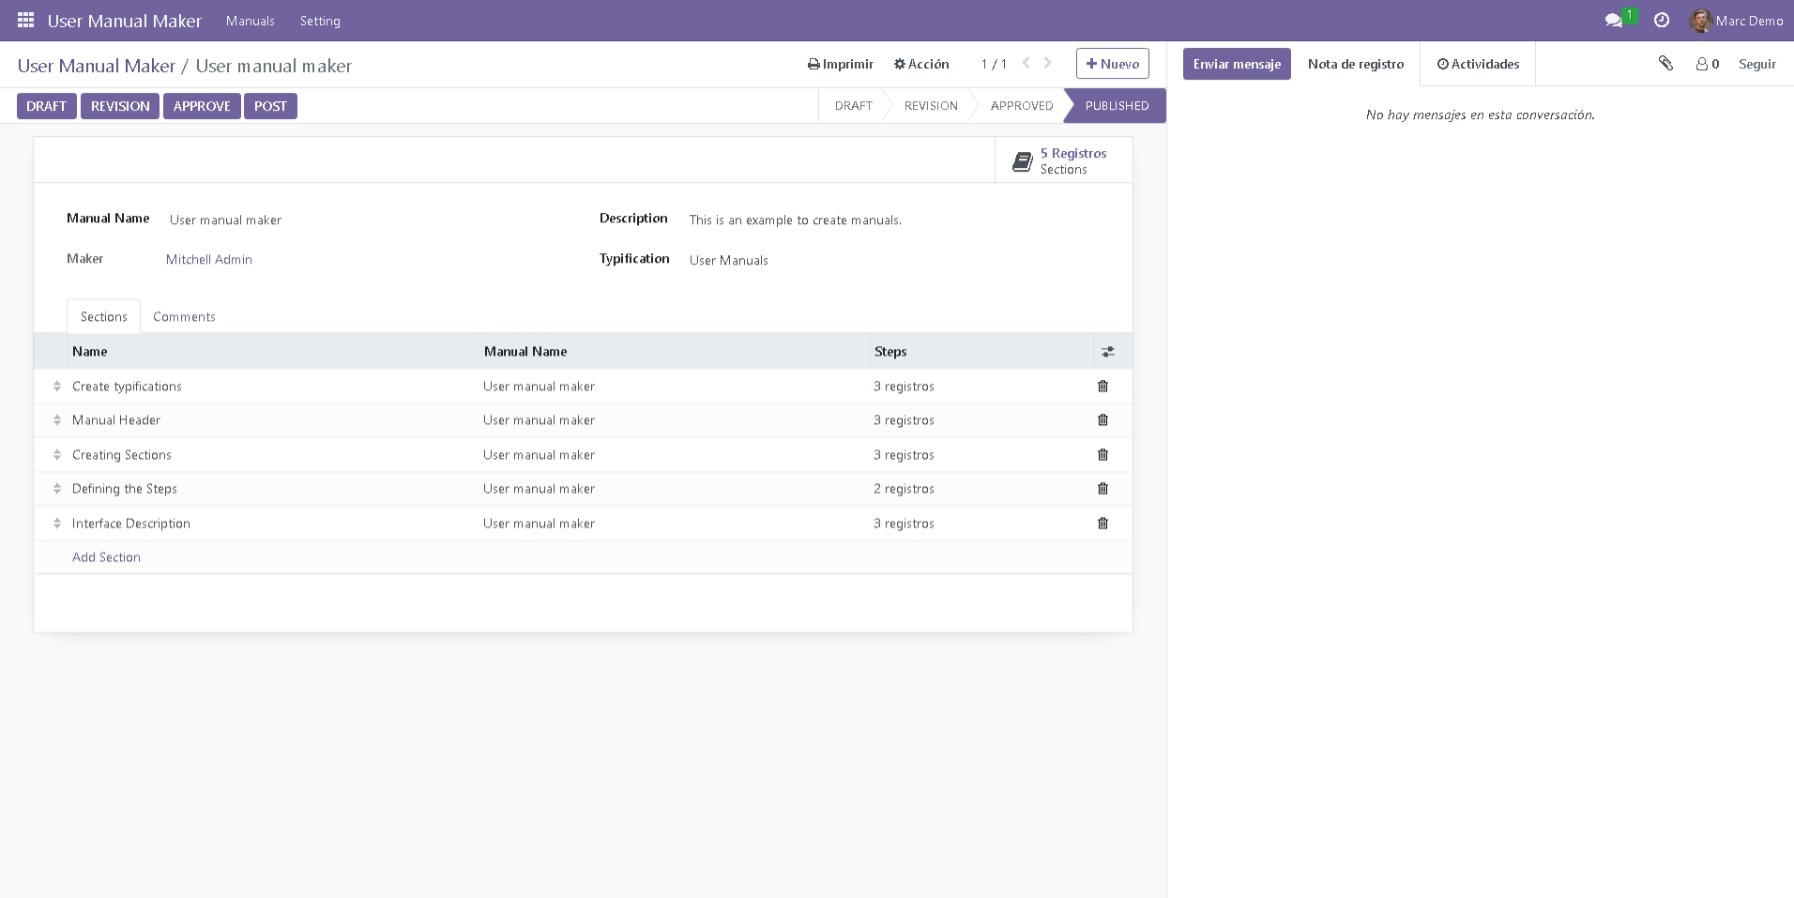 User Manual Maker Manuals Setting 1 Marc Demo
User Manual Maker / User manual maker Imprimir Acción 1 / 1 Nuevo Enviar mensaje Nota de registro Actividades 0 Seguir
DRAFT REVISION APPROVE POST DRAFT REVISION APPROVED PUBLISHED
No hay mensajes en esta conversación.
5 Registros
Sections
Manual Name User manual maker Description This is an example to create manuals.
Maker Mitchell Admin Typification User Manuals
Sections Comments
Name Manual Name Steps
Create typifications User manual maker 3 registros
Manual Header User manual maker 3 registros
Creating Sections User manual maker 3 registros
Defining the Steps User manual maker 2 registros
Interface Description User manual maker 3 registros
Add Section